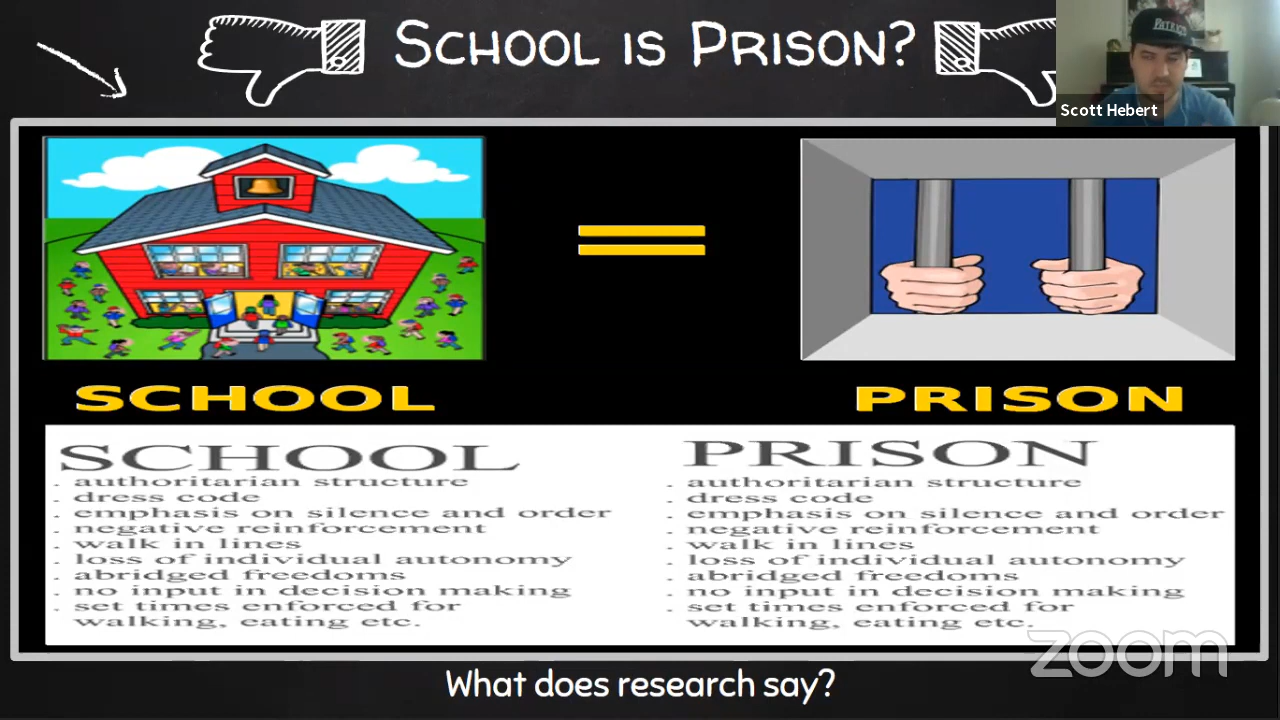 SCHOOL IS PRISON?
PATRIOTS
Scott Hebert
SCHOOL
PRISON
SCHOOL
. authoritarian structure
. dress code
. emphasis on silence and order
. negative reinforcement
. walk in lines
. loss of individual autonomy
. abridged freedoms
. no input in decision making
. set times enforced for
walking, eating etc.
PRISON
. authoritarian structure
. dress code
. emphasis on silence and order
. negative reinforcement
. walk in lines
. loss of individual autonomy
. abridged freedoms
. no input in decision making
. set times enforced for
walking, eating etc.
zoom
What does research say?